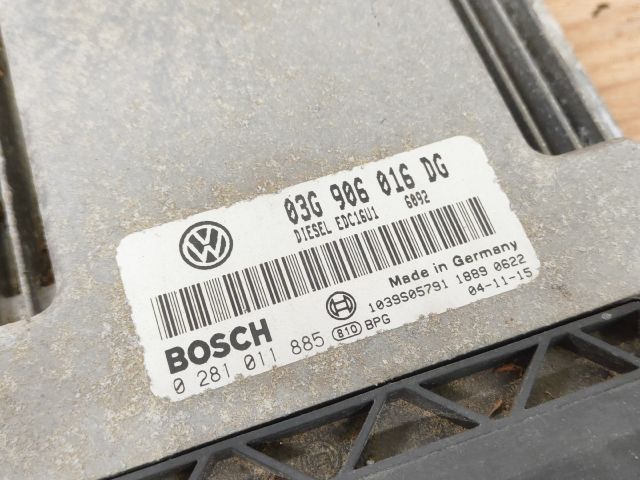 03G 906 016 DG
DIESEL EDC16U1 6092
Made in Germany
BOSCH
1039S05791 1889 0622
0 281 011 885 810 BPG 04-11-15